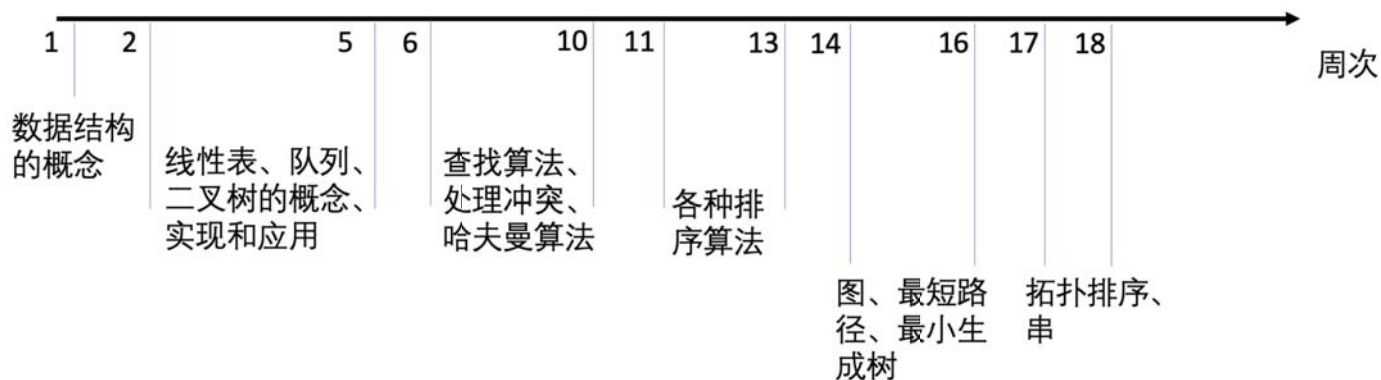 1 2 5 6 10 11 13 14 16 17 18
周次
数据结构
的概念
线性表、队列、
二叉树的概念、
实现和应用
查找算法、
处理冲突、
哈夫曼算法
各种排
序算法
图、最短路
径、最小生
成树
拓扑排序、
串